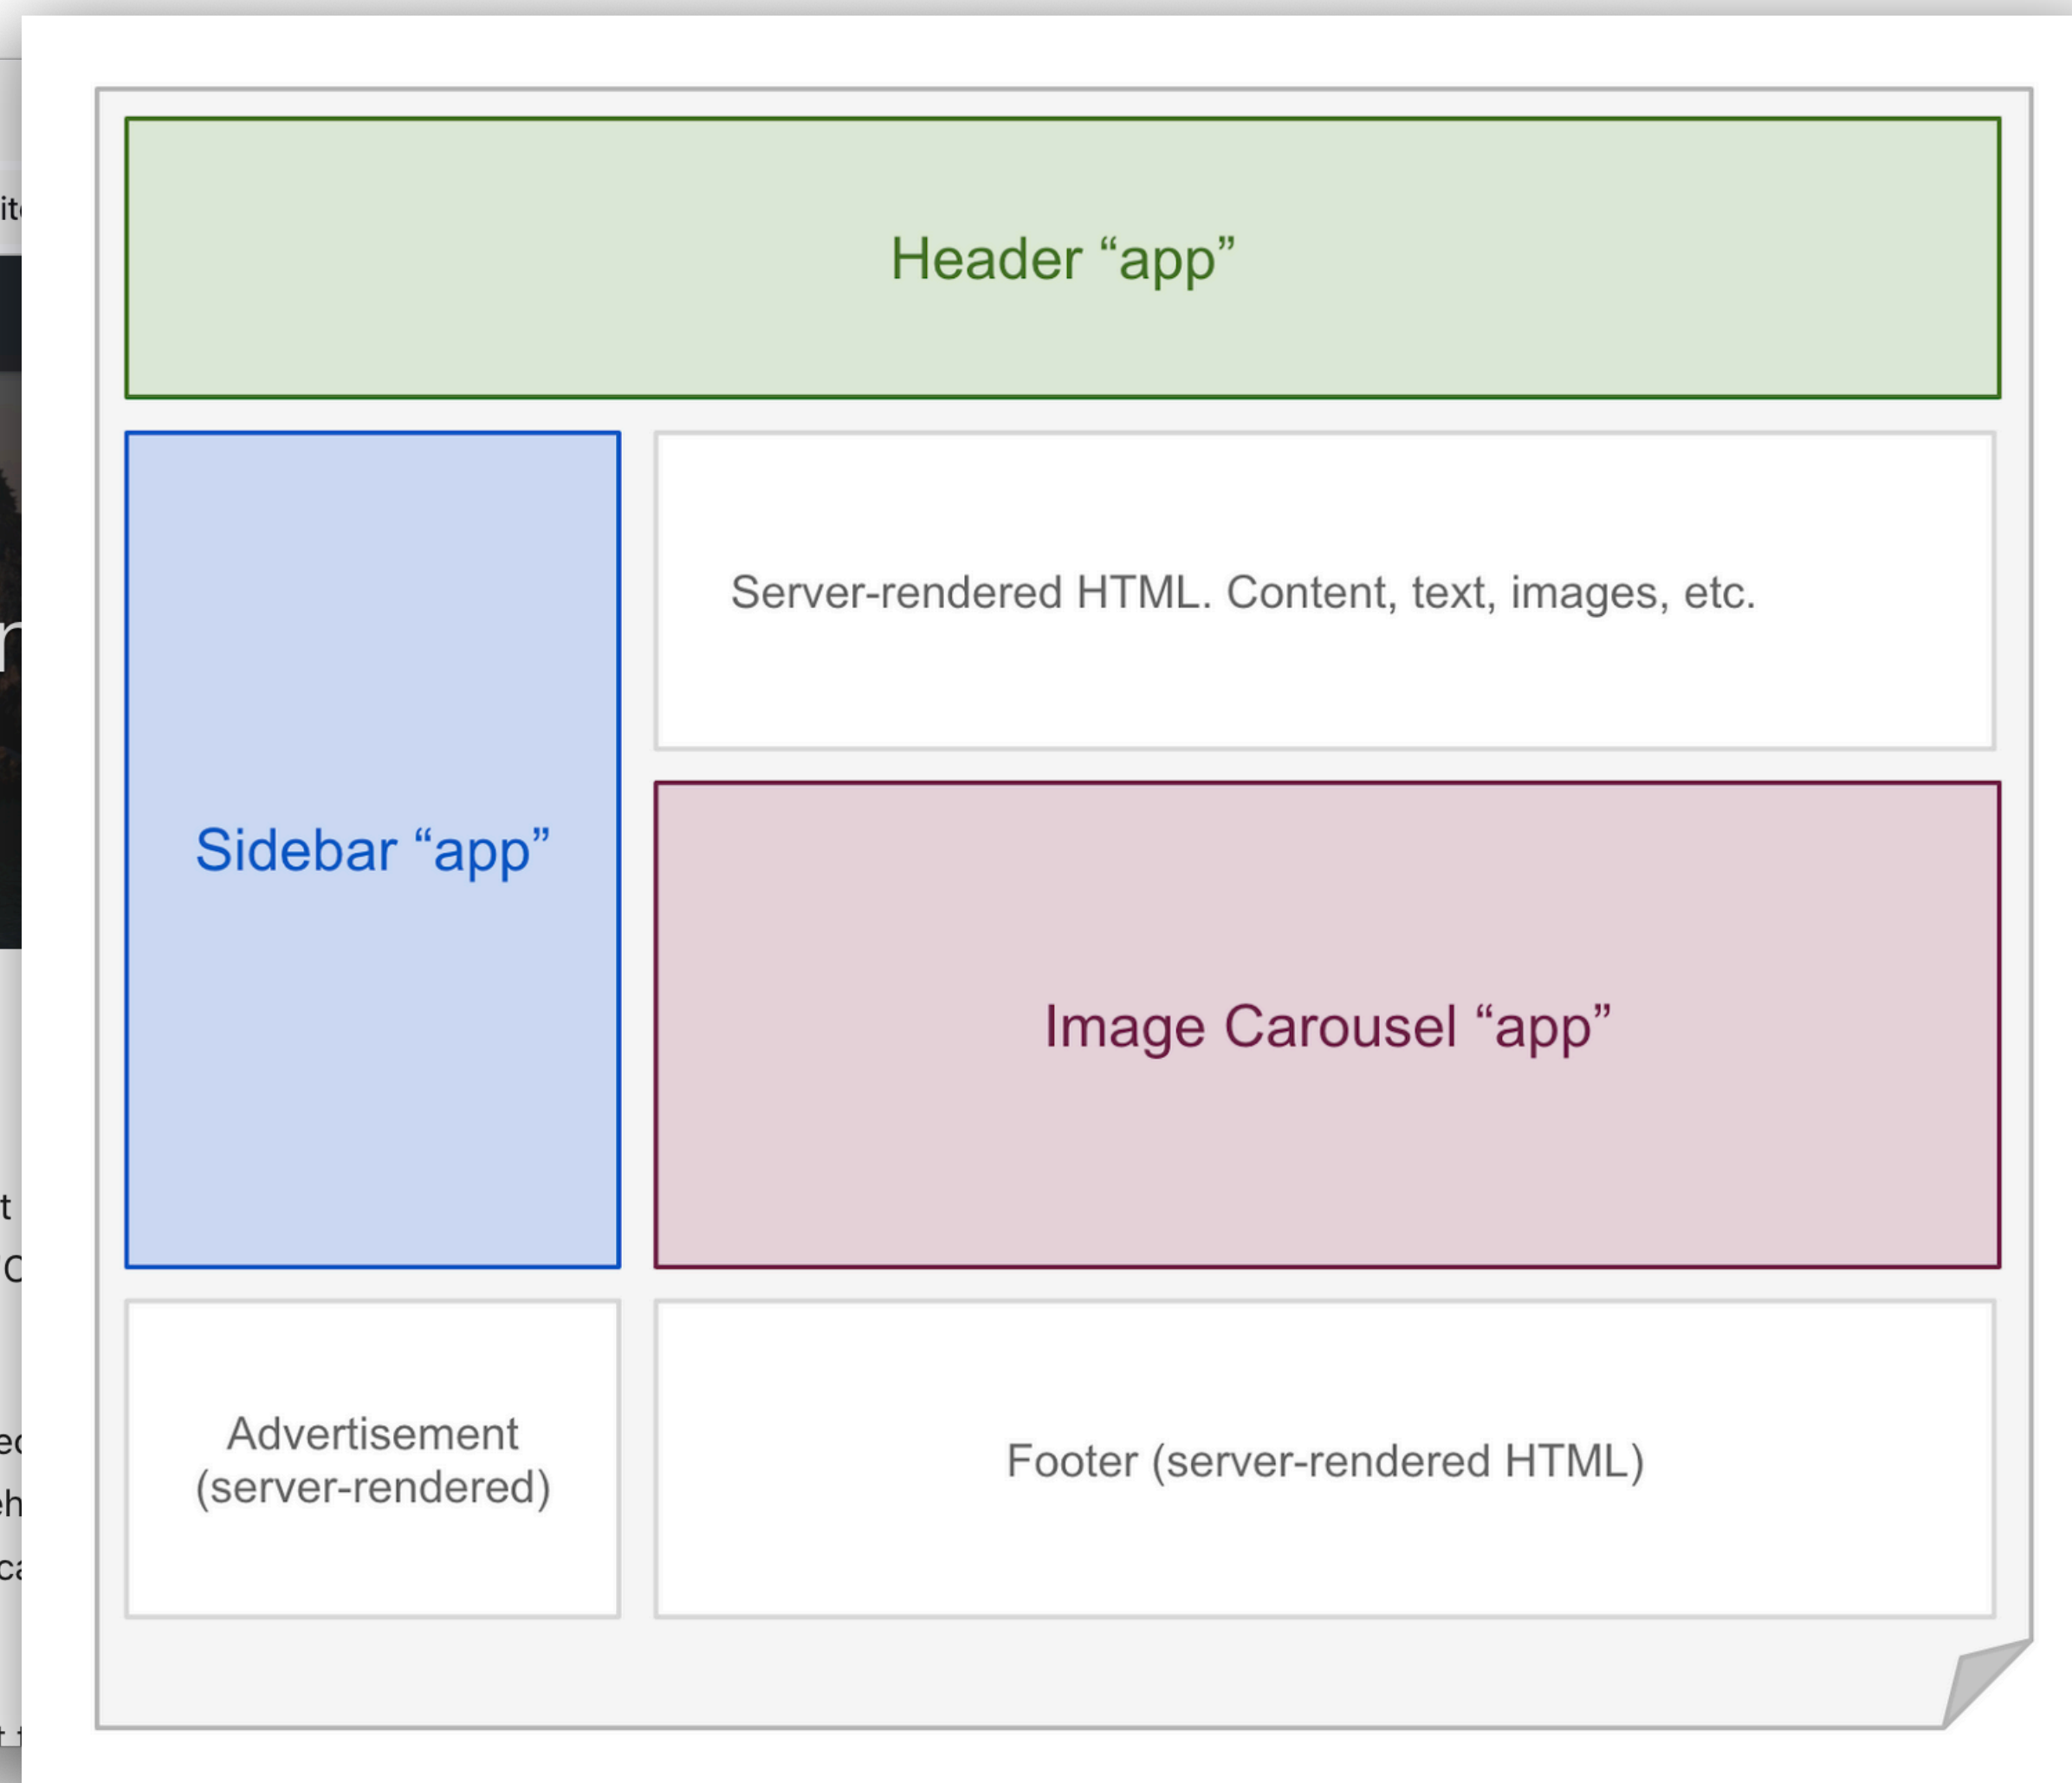 Header “app”
Sidebar “app”
Server-rendered HTML. Content, text, images, etc.
Image Carousel “app”
Advertisement
(server-rendered)
Footer (server-rendered HTML)